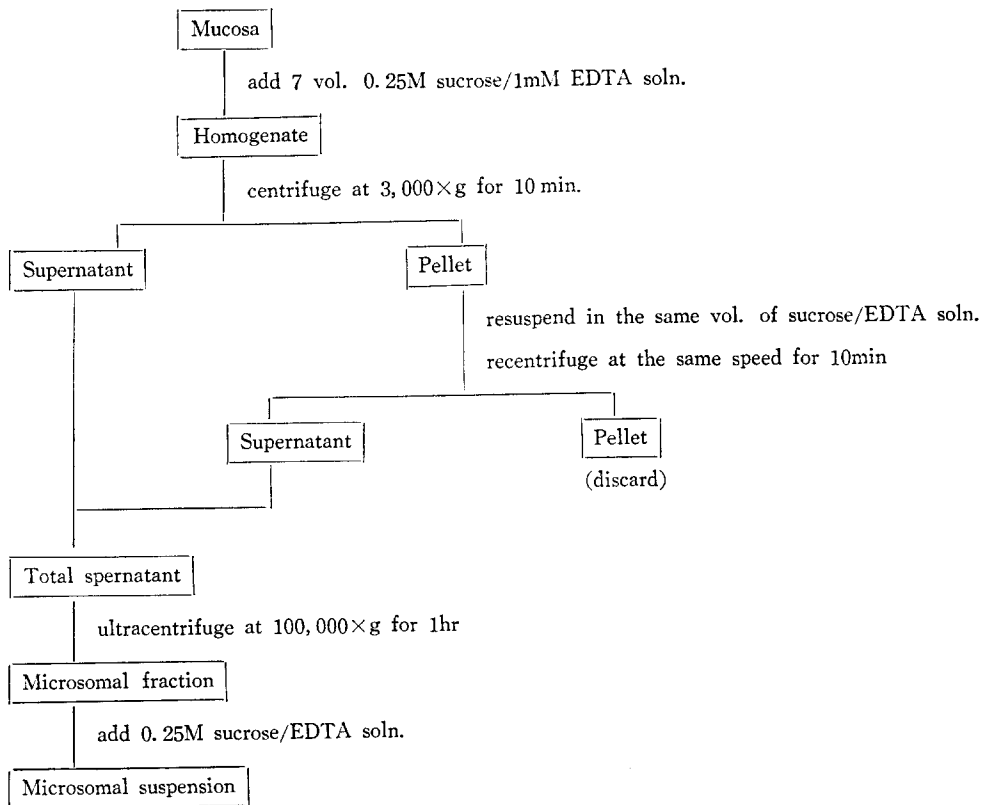 Mucosa
add 7 vol. 0.25M sucrose/1mM EDTA soln.
Homogenate
centrifuge at 3,000×g for 10 min.
Supernatant
Pellet
resuspend in the same vol. of sucrose/EDTA soln.
recentrifuge at the same speed for 10min
Supernatant
Pellet
(discard)
Total spernatant
ultracentrifuge at 100,000×g for 1hr
Microsomal fraction
add 0.25M sucrose/EDTA soln.
Microsomal suspension